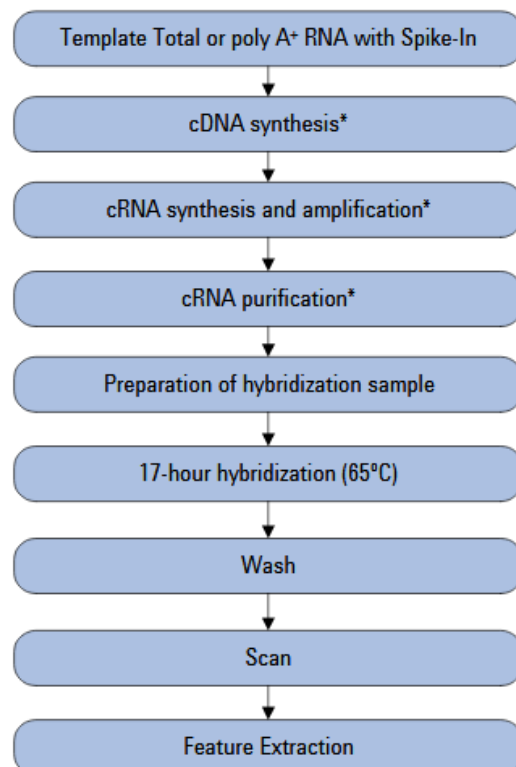 Template Total or poly A+ RNA with Spike-In
cDNA synthesis*
cRNA synthesis and amplification*
cRNA purification*
Preparation of hybridization sample
17-hour hybridization (65ºC)
Wash
Scan
Feature Extraction